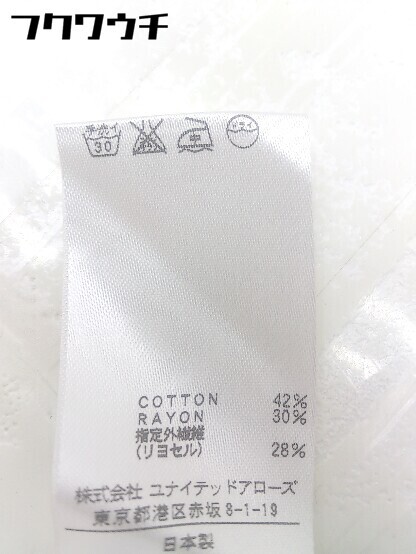 フクワウチ
手洗イ
30
ドライ
COTTON 42%
RAYON 30%
指定外繊維
(リヨセル) 28%
株式会社 ユナイテッドアローズ
東京都港区赤坂8-1-19
日本製